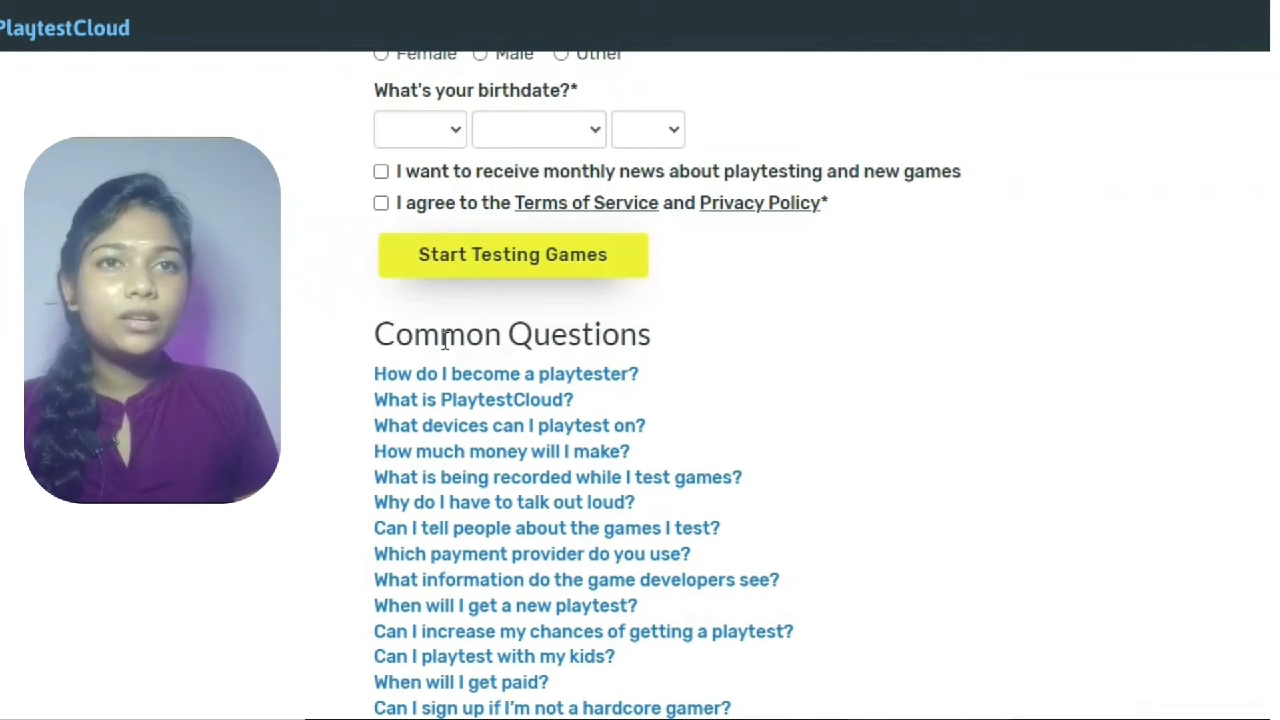 PlaytestCloud
Female Male Other
What's your birthdate?*
I want to receive monthly news about playtesting and new games
I agree to the Terms of Service and Privacy Policy*
Start Testing Games
Common Questions
How do I become a playtester?
What is PlaytestCloud?
What devices can I playtest on?
How much money will I make?
What is being recorded while I test games?
Why do I have to talk out loud?
Can I tell people about the games I test?
Which payment provider do you use?
What information do the game developers see?
When will I get a new playtest?
Can I increase my chances of getting a playtest?
Can I playtest with my kids?
When will I get paid?
Can I sign up if I'm not a hardcore gamer?